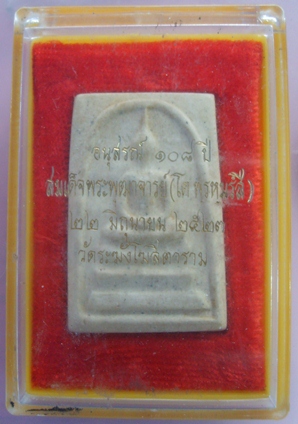 อนุสรณ์ ๑๐๘ ปี
สมเด็จพระพุฒาจารย์(โต พฺรหฺมรํสี)
๒๒ มิถุนายน ๒๕๒๓
วัดระฆังโฆสิตาราม